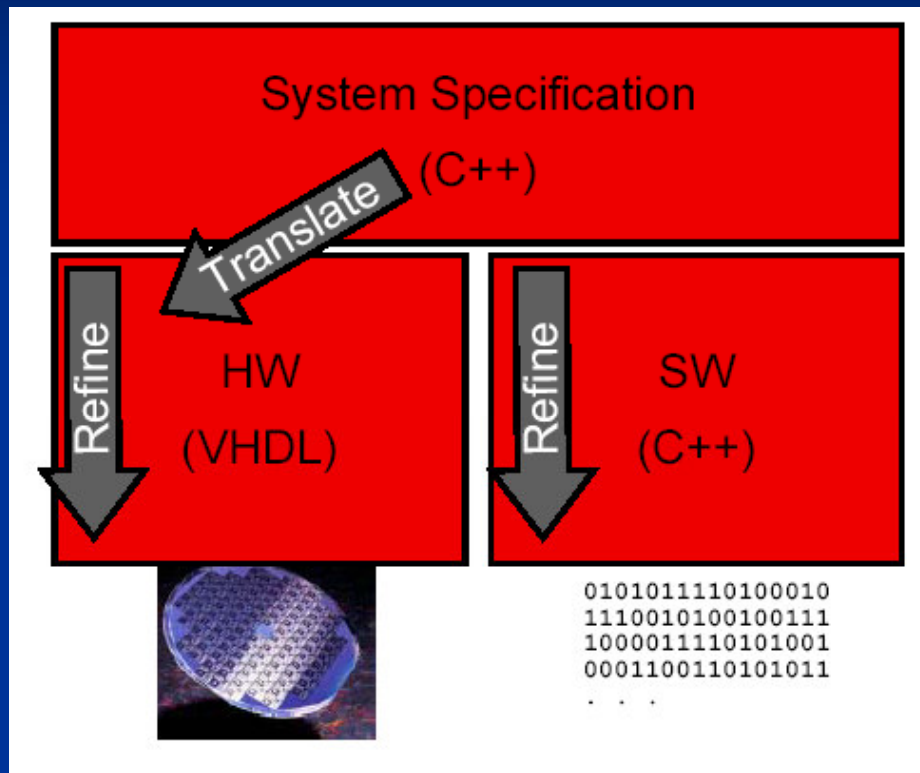 System Specification
(C++)
Translate
Refine
HW
(VHDL)
Refine
SW
(C++)
0101011110100010
1110010100100111
1000011110101001
0001100110101011
. . .